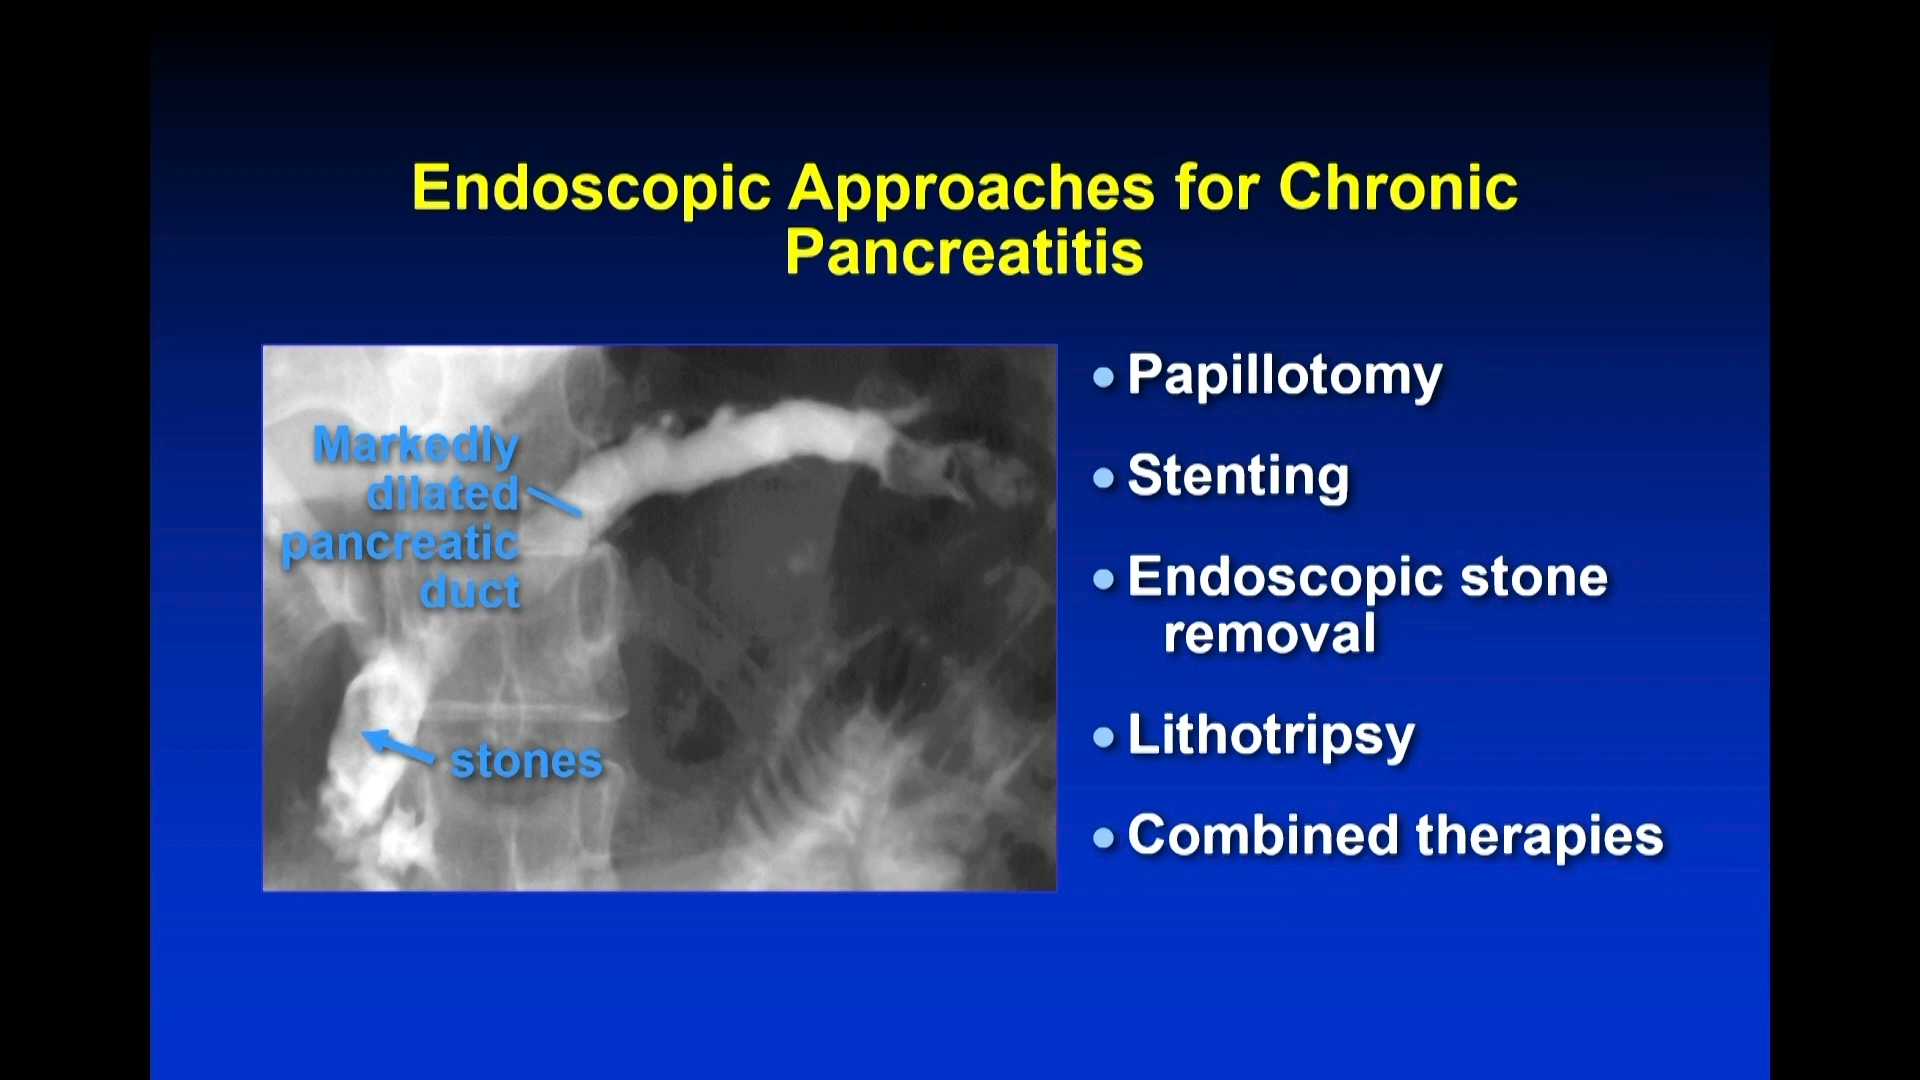 Endoscopic Approaches for Chronic
Pancreatitis
Markedly
dilated
pancreatic
duct
stones
• Papillotomy
• Stenting
• Endoscopic stone
removal
• Lithotripsy
• Combined therapies